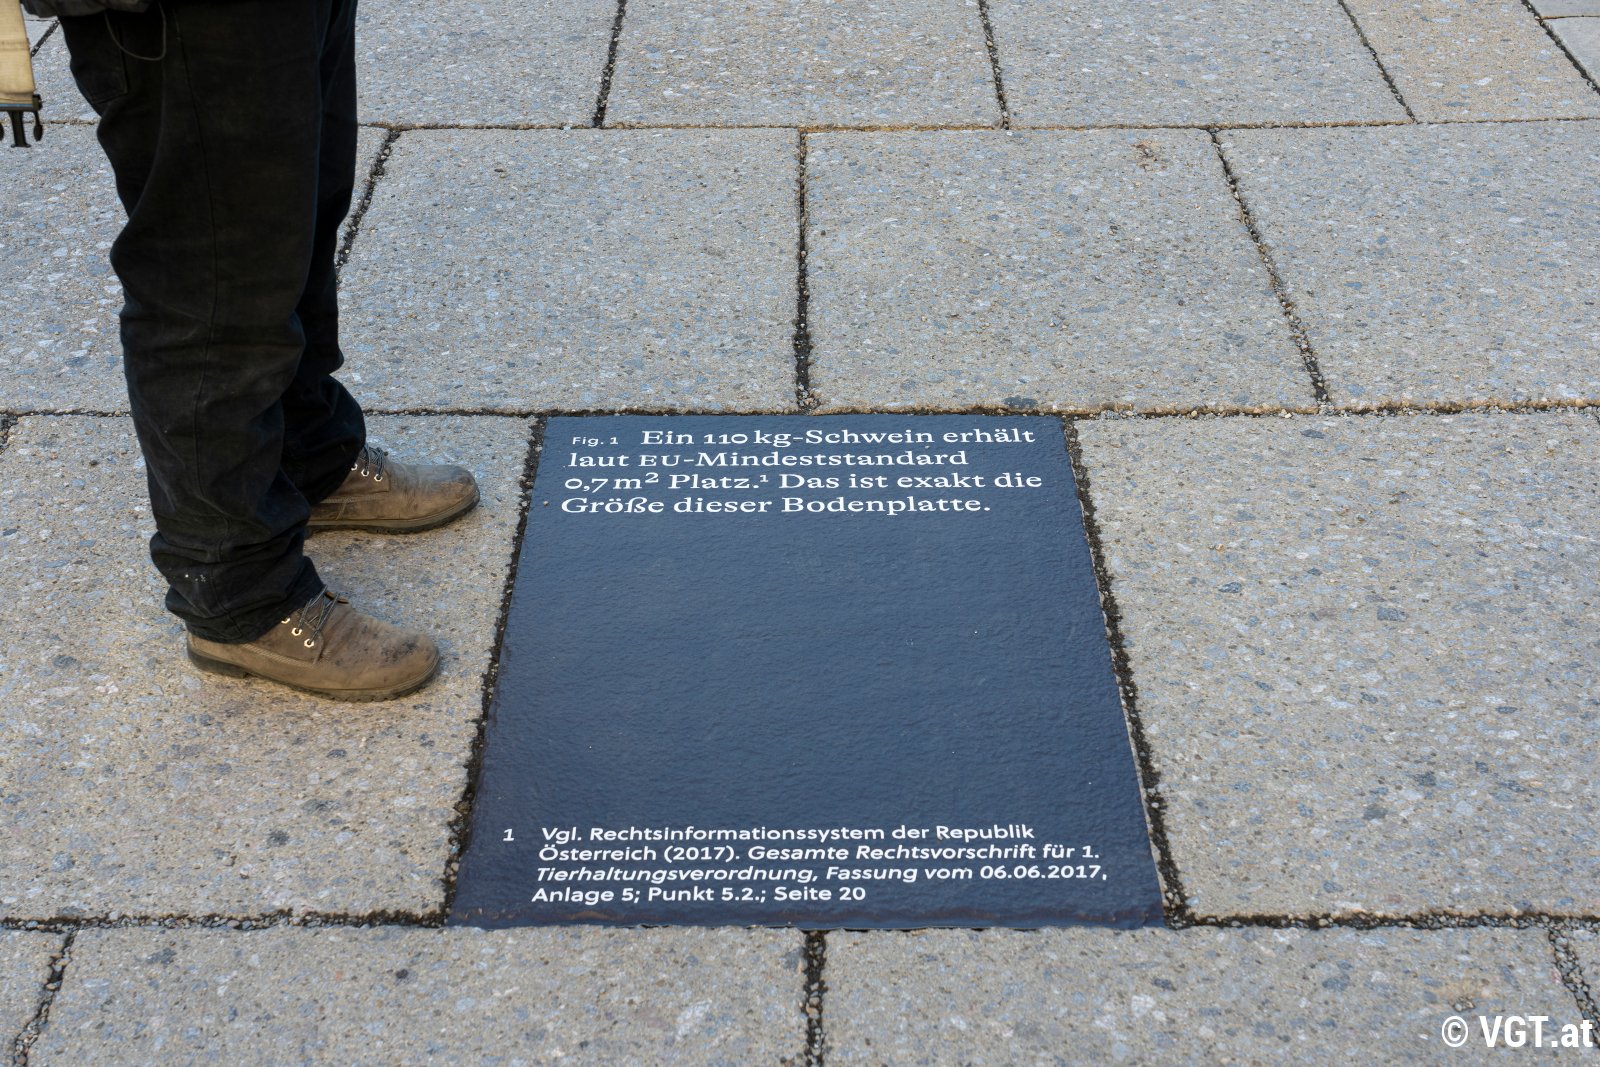 Fig. 1 Ein 110 kg-Schwein erhält
laut EU-Mindeststandard
0,7 m² Platz.¹ Das ist exakt die
Größe dieser Bodenplatte.
1 Vgl. Rechtsinformationssystem der Republik
Österreich (2017). Gesamte Rechtsvorschrift für 1.
Tierhaltungsverordnung, Fassung vom 06.06.2017,
Anlage 5; Punkt 5.2.; Seite 20
© VGT.at